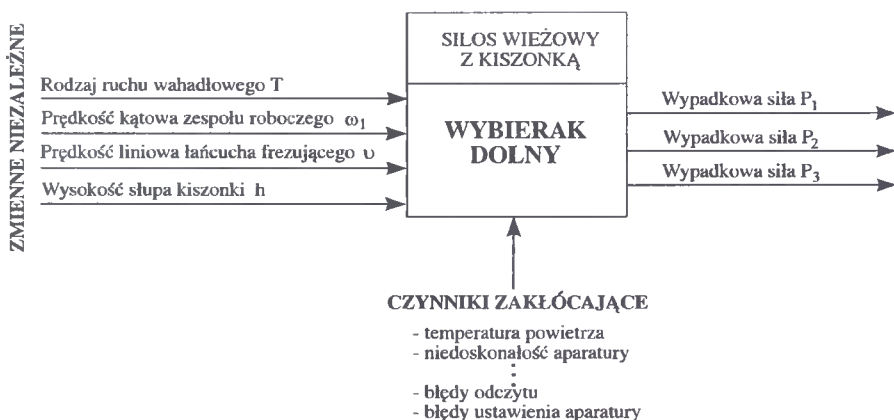 ZMIENNE NIEZALEŻNE
Rodzaj ruchu wahadłowego T
Prędkość kątowa zespołu roboczego ω₁
Prędkość liniowa łańcucha frezującego υ
Wysokość słupa kiszonki h
SILOS WIEŻOWY
Z KISZONKĄ
WYBIERAK
DOLNY
Wypadkowa siła P₁
Wypadkowa siła P₂
Wypadkowa siła P₃
CZYNNIKI ZAKŁÓCAJĄCE
- temperatura powietrza
- niedoskonałość aparatury
- błędy odczytu
- błędy ustawienia aparatury